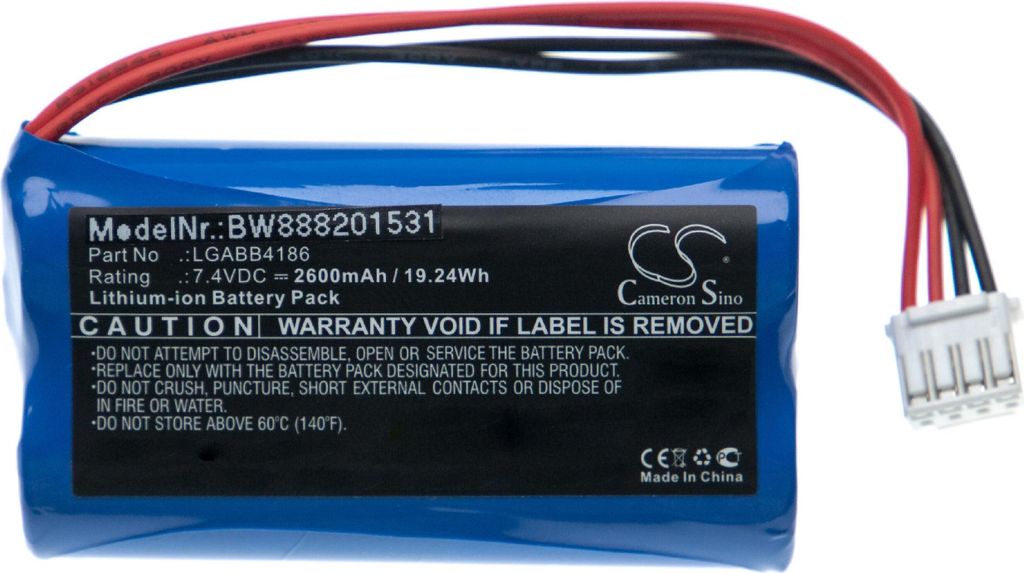 ModelNr.:BW888201531
Part No .:LGABB4186
Rating .:7.4VDC ⎓ 2600mAh / 19.24Wh
Lithium-ion Battery Pack
Cameron Sino
CAUTION | WARRANTY VOID IF LABEL IS REMOVED
•DO NOT ATTEMPT TO DISASSEMBLE, OPEN OR SERVICE THE BATTERY PACK.
•REPLACE ONLY WITH THE BATTERY PACK DESIGNATED FOR THIS PRODUCT.
•DO NOT CRUSH, PUNCTURE, SHORT EXTERNAL CONTACTS OR DISPOSE OF
IN FIRE OR WATER.
•DO NOT STORE ABOVE 60°C (140°F).
CE
Made In China